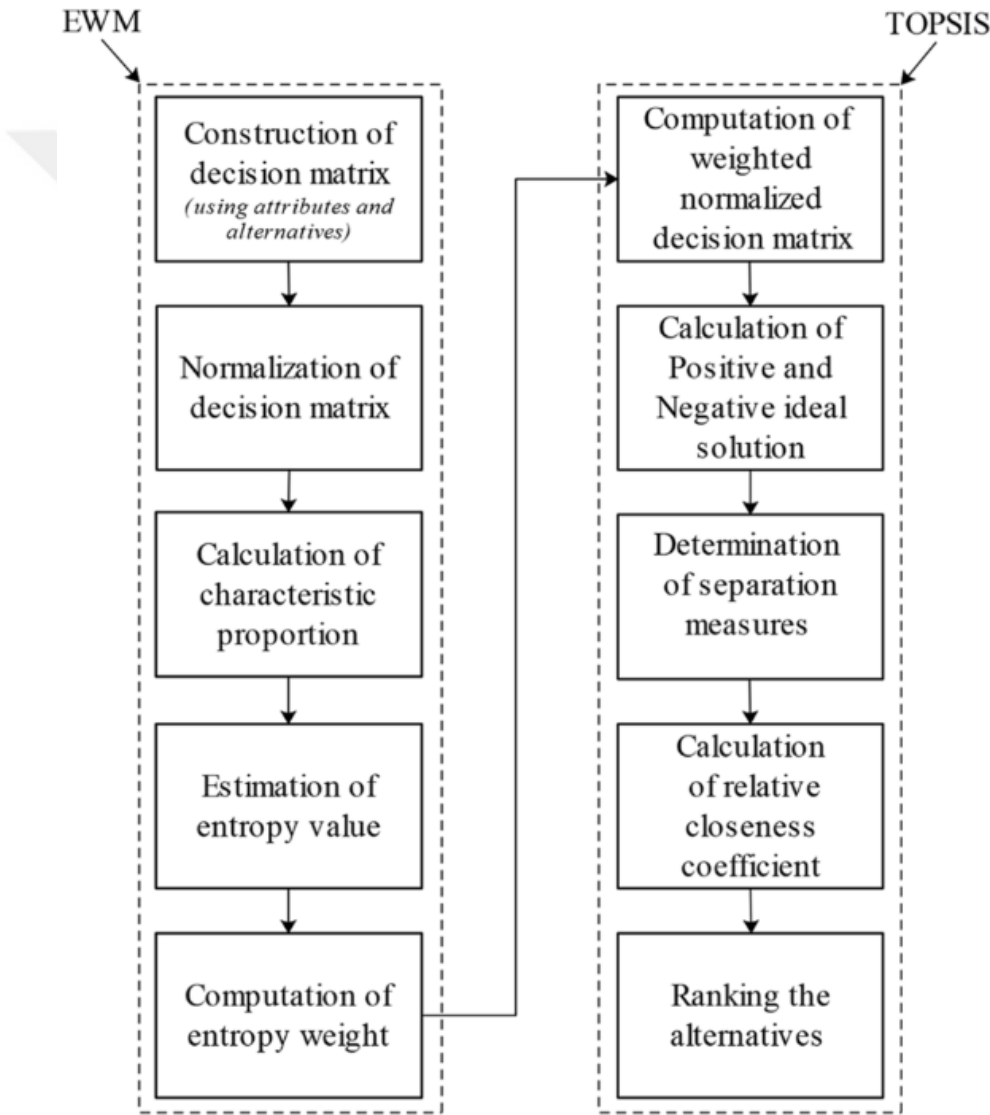 EWM
Construction of
decision matrix
(using attributes and
alternatives)
Normalization of
decision matrix
Calculation of
characteristic
proportion
Estimation of
entropy value
Computation of
entropy weight
TOPSIS
Computation of
weighted
normalized
decision matrix
Calculation of
Positive and
Negative ideal
solution
Determination
of separation
measures
Calculation
of relative
closeness
coefficient
Ranking the
alternatives